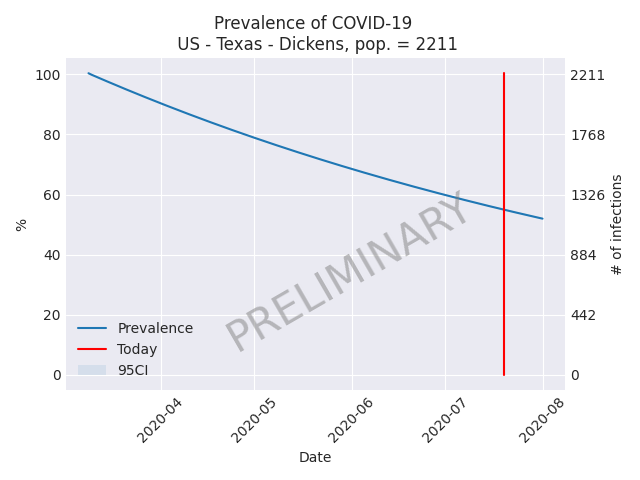 Prevalence of COVID-19
US - Texas - Dickens, pop. = 2211
100
80
60
40
20
0
%
2211
1768
1326
884
442
0
# of infections
PRELIMINARY
Prevalence
Today
95CI
2020-04
2020-05
2020-06
2020-07
2020-08
Date